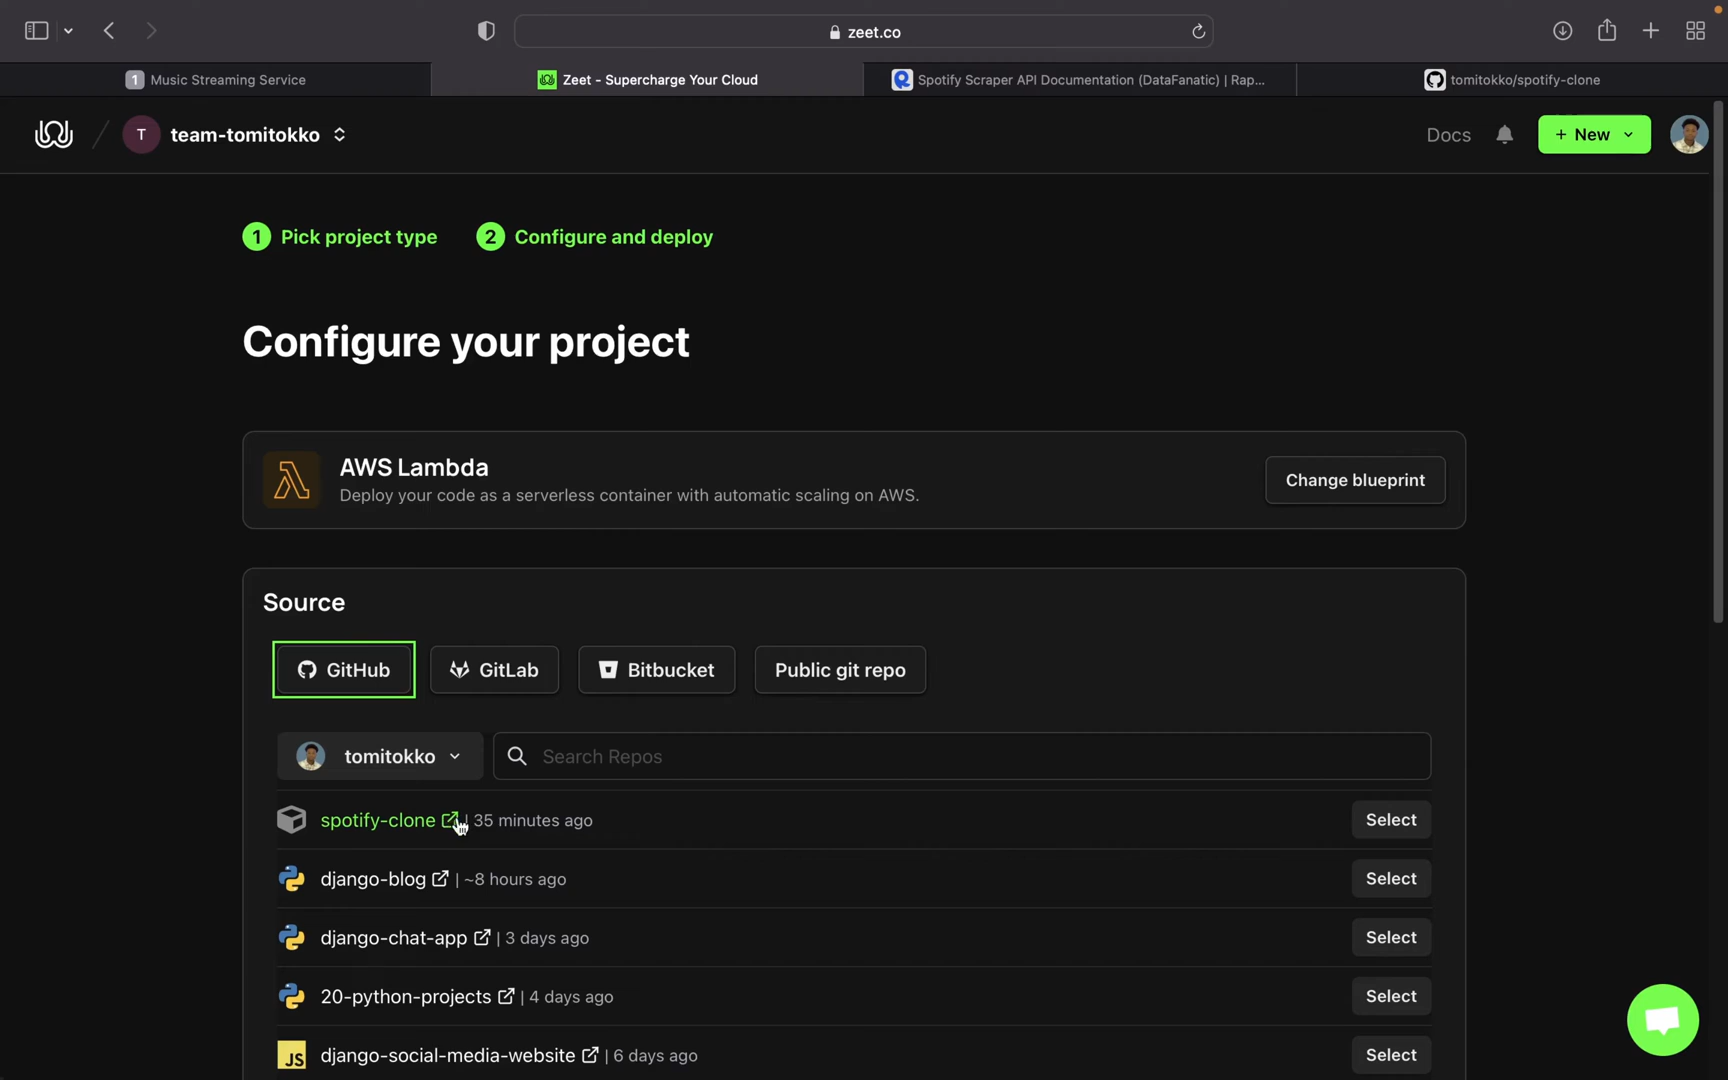 zeet.co
1 Music Streaming Service
Zeet - Supercharge Your Cloud
Spotify Scraper API Documentation (DataFanatic) | Rap...
tomitokko/spotify-clone
T team-tomitokko
Docs
+ New
1 Pick project type
2 Configure and deploy
Configure your project
AWS Lambda
Deploy your code as a serverless container with automatic scaling on AWS.
Change blueprint
Source
GitHub
GitLab
Bitbucket
Public git repo
tomitokko
Search Repos
spotify-clone | 35 minutes ago
Select
django-blog | ~8 hours ago
Select
django-chat-app | 3 days ago
Select
20-python-projects | 4 days ago
Select
JS django-social-media-website | 6 days ago
Select